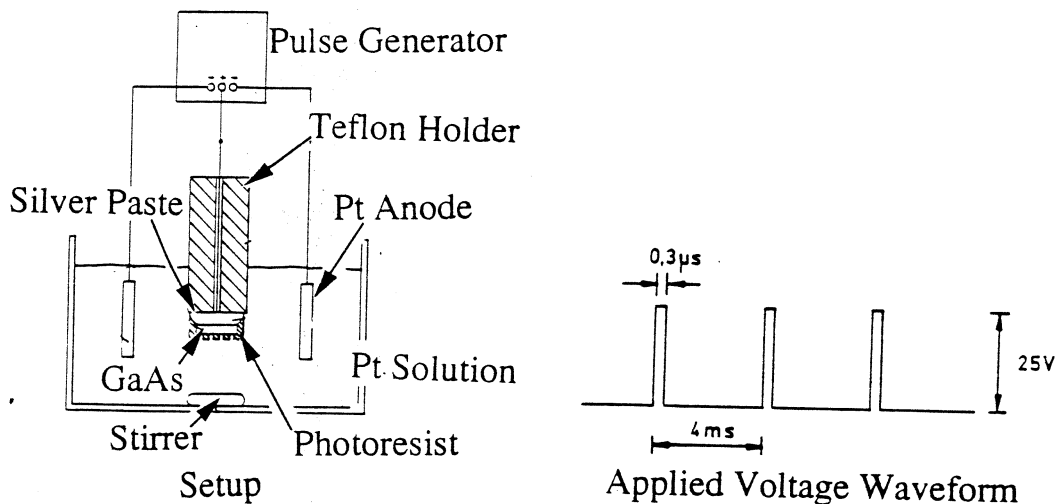 Pulse Generator
- + -
Teflon Holder
Silver Paste
Pt Anode
GaAs
Pt Solution
Stirrer
Photoresist
Setup
0,3μs
25V
4ms
Applied Voltage Waveform